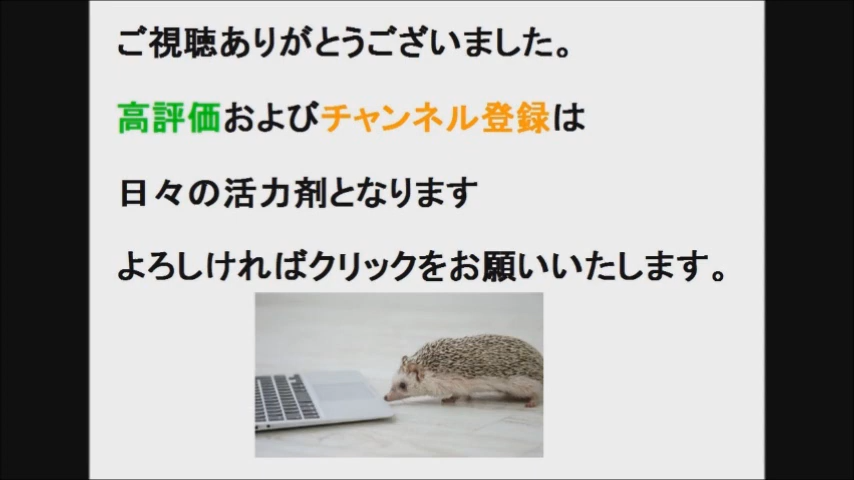 ご視聴ありがとうございました。
高評価およびチャンネル登録は
日々の活力剤となります
よろしければクリックをお願いいたします。